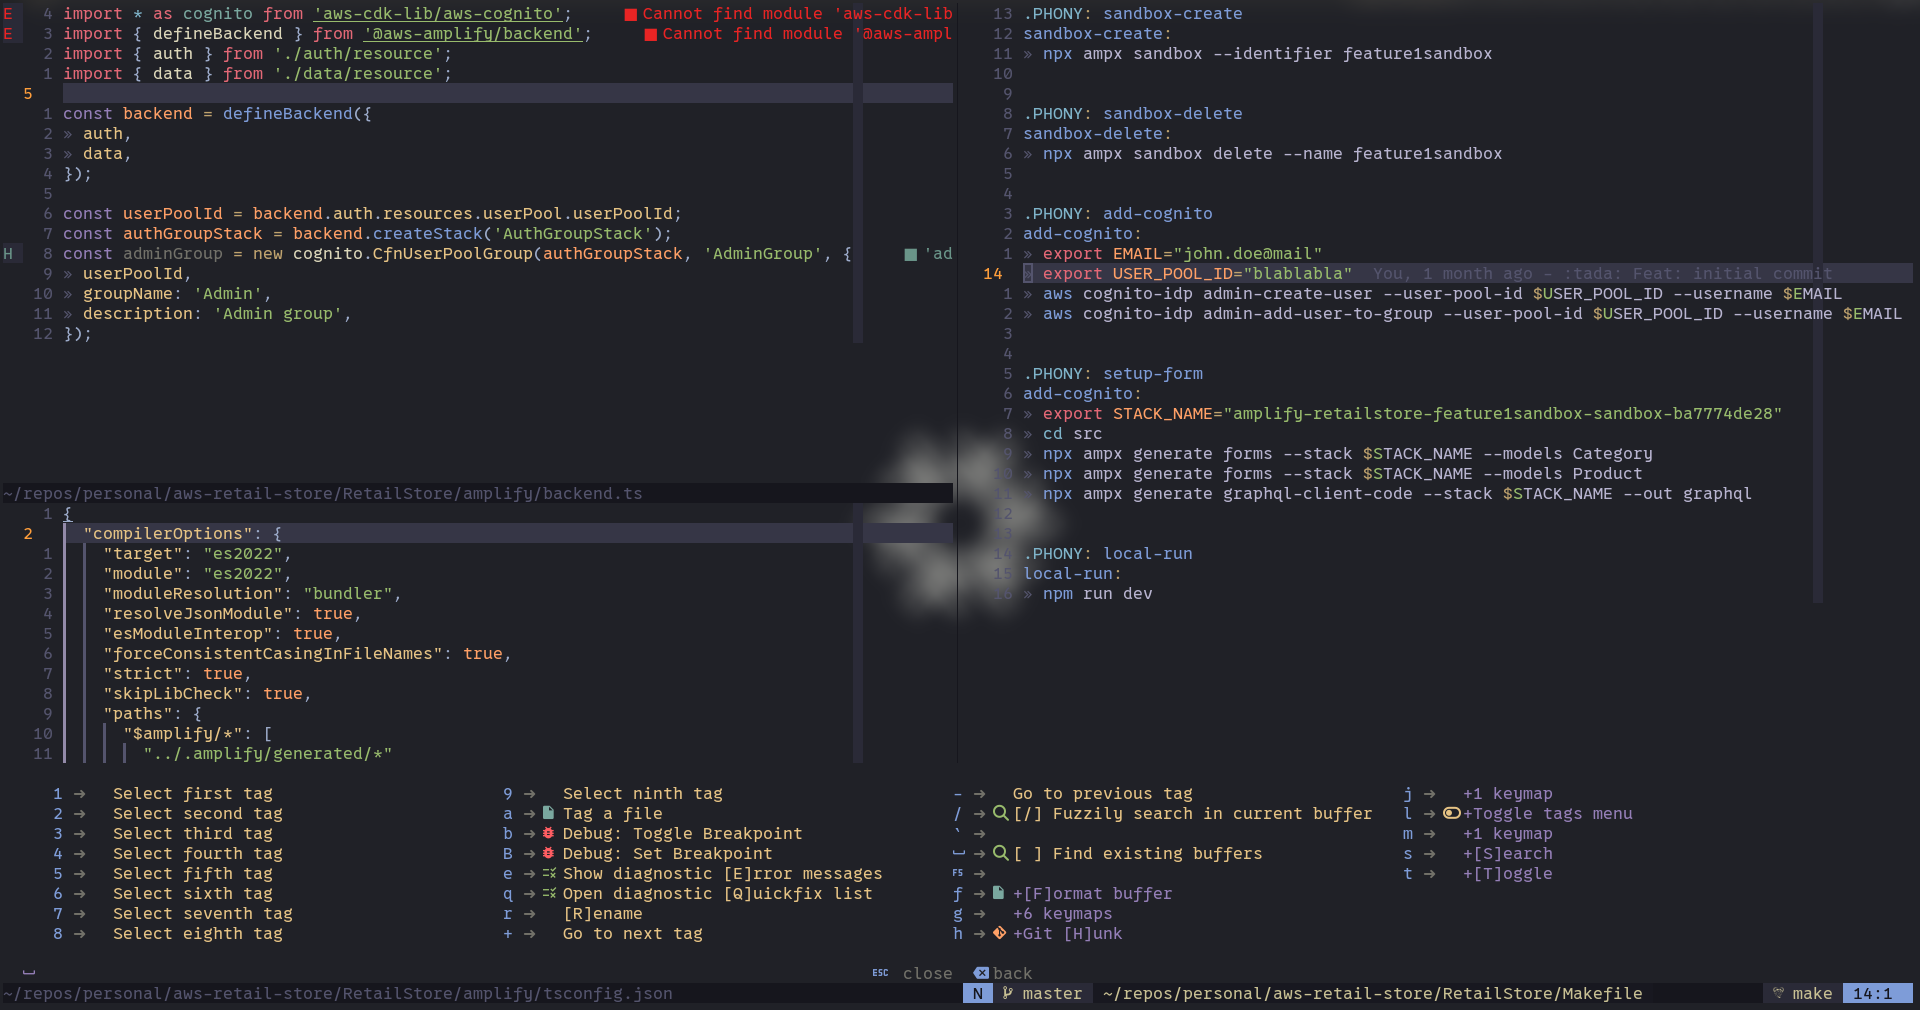 E 4 import * as cognito from 'aws-cdk-lib/aws-cognito'; ■ Cannot find module 'aws-cdk-lib
E 3 import { defineBackend } from '@aws-amplify/backend'; ■ Cannot find module '@aws-ampl
2 import { auth } from './auth/resource';
1 import { data } from './data/resource';
5
1 const backend = defineBackend({
2 » auth,
3 » data,
4 });
5
6 const userPoolId = backend.auth.resources.userPool.userPoolId;
7 const authGroupStack = backend.createStack('AuthGroupStack');
H 8 const adminGroup = new cognito.CfnUserPoolGroup(authGroupStack, 'AdminGroup', { ■ 'ad
9 » userPoolId,
10 » groupName: 'Admin',
11 » description: 'Admin group',
12 });
~/repos/personal/aws-retail-store/RetailStore/amplify/backend.ts
1 {
2 "compilerOptions": {
1 "target": "es2022",
2 "module": "es2022",
3 "moduleResolution": "bundler",
4 "resolveJsonModule": true,
5 "esModuleInterop": true,
6 "forceConsistentCasingInFileNames": true,
7 "strict": true,
8 "skipLibCheck": true,
9 "paths": {
10 "$amplify/*": [
11 "../.amplify/generated/*"
13 .PHONY: sandbox-create
12 sandbox-create:
11 » npx ampx sandbox --identifier feature1sandbox
10
9
8 .PHONY: sandbox-delete
7 sandbox-delete:
6 » npx ampx sandbox delete --name feature1sandbox
5
4
3 .PHONY: add-cognito
2 add-cognito:
1 » export EMAIL="john.doe@mail"
14 » export USER_POOL_ID="blablabla" You, 1 month ago - :tada: Feat: initial commit
1 » aws cognito-idp admin-create-user --user-pool-id $USER_POOL_ID --username $EMAIL
2 » aws cognito-idp admin-add-user-to-group --user-pool-id $USER_POOL_ID --username $EMAIL
3
4
5 .PHONY: setup-form
6 add-cognito:
7 » export STACK_NAME="amplify-retailstore-feature1sandbox-sandbox-ba7774de28"
8 » cd src
9 » npx ampx generate forms --stack $STACK_NAME --models Category
10 » npx ampx generate forms --stack $STACK_NAME --models Product
11 » npx ampx generate graphql-client-code --stack $STACK_NAME --out graphql
12
13
14 .PHONY: local-run
15 local-run:
16 » npm run dev
1 → Select first tag
2 → Select second tag
3 → Select third tag
4 → Select fourth tag
5 → Select fifth tag
6 → Select sixth tag
7 → Select seventh tag
8 → Select eighth tag
9 → Select ninth tag
a → Tag a file
b → Debug: Toggle Breakpoint
B → Debug: Set Breakpoint
e → Show diagnostic [E]rror messages
q → Open diagnostic [Q]uickfix list
r → [R]ename
+ → Go to next tag
- → Go to previous tag
/ → [/] Fuzzily search in current buffer
` →
␣ → [ ] Find existing buffers
F5 →
f → +[F]ormat buffer
g → +6 keymaps
h → +Git [H]unk
j → +1 keymap
l → +Toggle tags menu
m → +1 keymap
s → +[S]earch
t → +[T]oggle
␣ ESC close back
~/repos/personal/aws-retail-store/RetailStore/amplify/tsconfig.json
N master ~/repos/personal/aws-retail-store/RetailStore/Makefile make 14:1